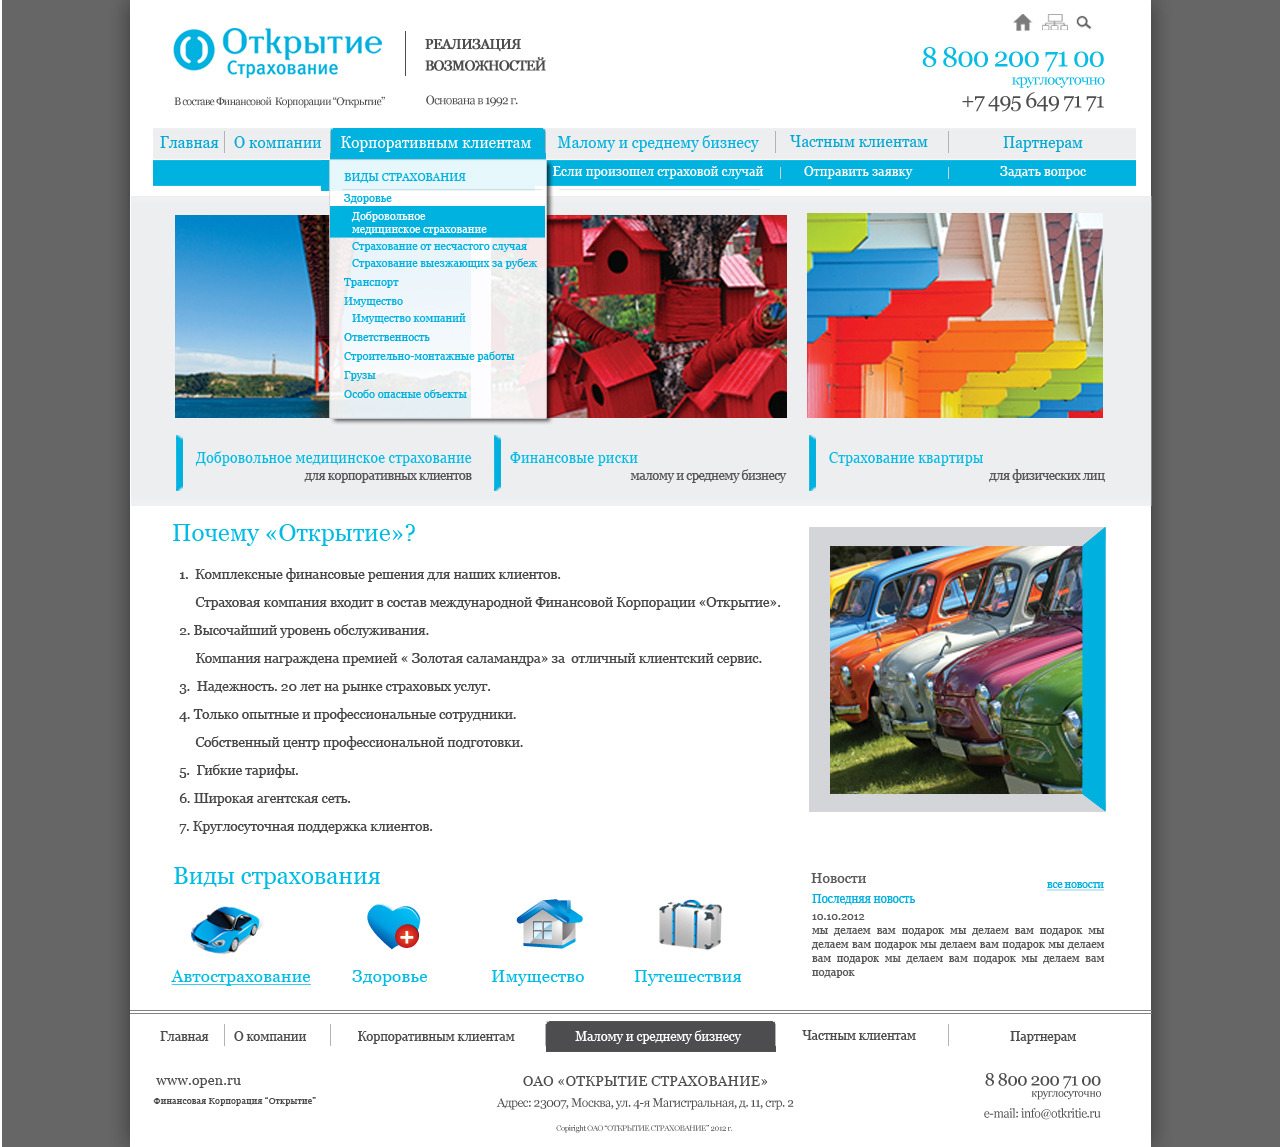 Открытие
Страхование
РЕАЛИЗАЦИЯ
ВОЗМОЖНОСТЕЙ
В составе Финансовой Корпорации "Открытие"
Основана в 1992 г.
8 800 200 71 00
круглосуточно
+7 495 649 71 71
Главная
О компании
Корпоративным клиентам
Малому и среднему бизнесу
Частным клиентам
Партнерам
Если произошел страховой случай
Отправить заявку
Задать вопрос
ВИДЫ СТРАХОВАНИЯ
Здоровье
Добровольное
медицинское страхование
Страхование от несчастого случая
Страхование выезжающих за рубеж
Транспорт
Имущество
Имущество компаний
Ответственность
Строительно-монтажные работы
Грузы
Особо опасные объекты
Добровольное медицинское страхование
для корпоративных клиентов
Финансовые риски
малому и среднему бизнесу
Страхование квартиры
для физических лиц
Почему «Открытие»?
1. Комплексные финансовые решения для наших клиентов.
Страховая компания входит в состав международной Финансовой Корпорации «Открытие».
2. Высочайший уровень обслуживания.
Компания награждена премией « Золотая саламандра» за отличный клиентский сервис.
3. Надежность. 20 лет на рынке страховых услуг.
4. Только опытные и профессиональные сотрудники.
Собственный центр профессиональной подготовки.
5. Гибкие тарифы.
6. Широкая агентская сеть.
7. Круглосуточная поддержка клиентов.
Виды страхования
Автострахование
Здоровье
Имущество
Путешествия
Новости
все новости
Последняя новость
10.10.2012
мы делаем вам подарок мы делаем вам подарок мы
делаем вам подарок мы делаем вам подарок мы делаем
вам подарок мы делаем вам подарок мы делаем вам
подарок
Главная
О компании
Корпоративным клиентам
Малому и среднему бизнесу
Частным клиентам
Партнерам
www.open.ru
Финансовая Корпорация "Открытие"
ОАО «ОТКРЫТИЕ СТРАХОВАНИЕ»
Адрес: 23007, Москва, ул. 4-я Магистральная, д. 11, стр. 2
Copiright ОАО "ОТКРЫТИЕ СТРАХОВАНИЕ" 2012 г.
8 800 200 71 00
круглосуточно
e-mail: info@otkritie.ru